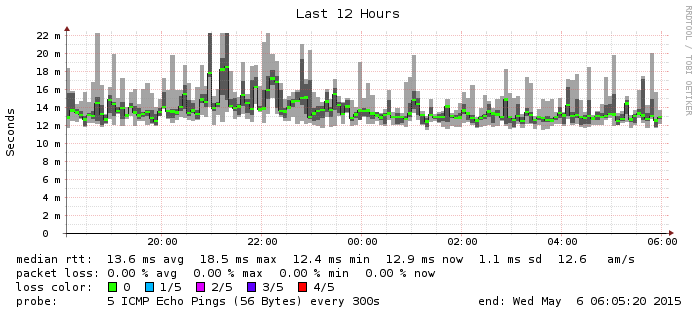 Last 12 Hours
RRDTOOL / TOBI OETIKER
Seconds
22 m
20 m
18 m
16 m
14 m
12 m
10 m
8 m
6 m
4 m
2 m
0
20:00 22:00 00:00 02:00 04:00 06:00
median rtt: 13.6 ms avg 18.5 ms max 12.4 ms min 12.9 ms now 1.1 ms sd 12.6 am/s
packet loss: 0.00 % avg 0.00 % max 0.00 % min 0.00 % now
loss color: 0 1/5 2/5 3/5 4/5
probe: 5 ICMP Echo Pings (56 Bytes) every 300s end: Wed May 6 06:05:20 2015